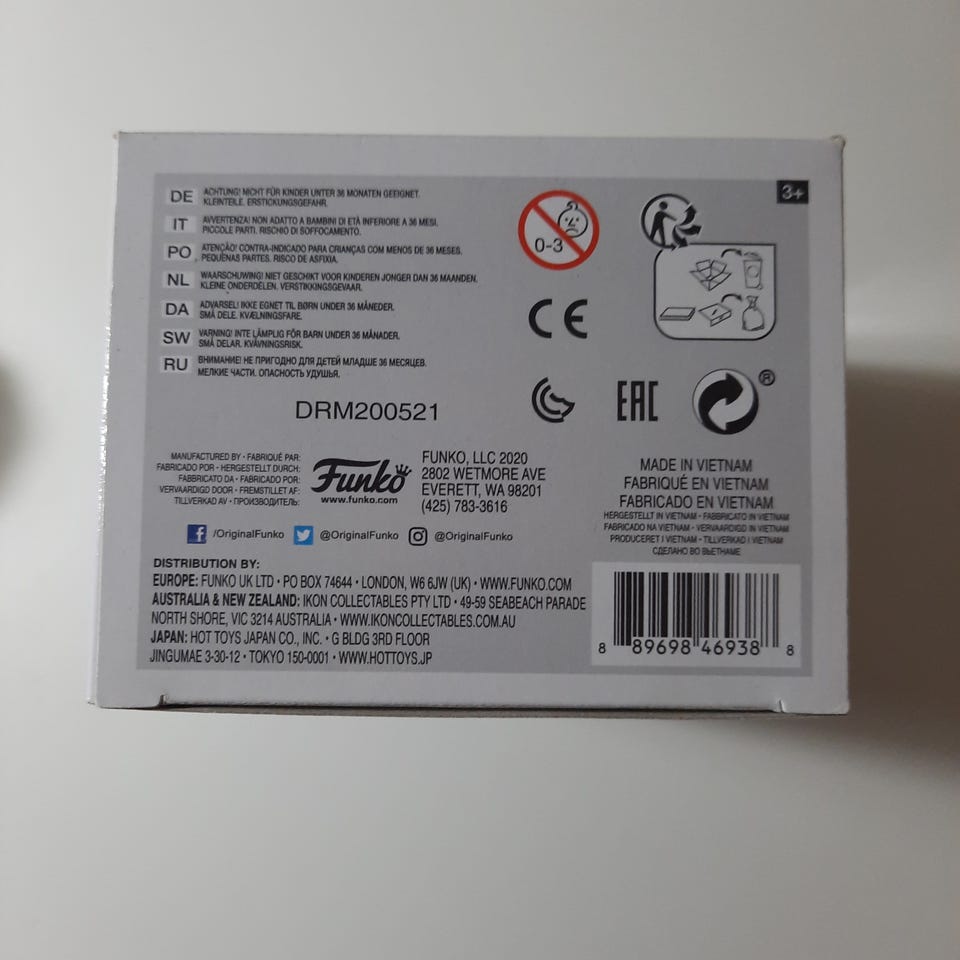 3+
DE ACHTUNG! NICHT FÜR KINDER UNTER 36 MONATEN GEEIGNET.
KLEINTEILE. ERSTICKUNGSGEFAHR.
IT AVVERTENZA! NON ADATTO A BAMBINI DI ETÀ INFERIORE A 36 MESI.
PICCOLE PARTI. RISCHIO DI SOFFOCAMENTO.
PO ATENÇÃO! CONTRA-INDICADO PARA CRIANÇAS COM MENOS DE 36 MESES.
PEQUENAS PARTES. RISCO DE ASFIXIA.
NL WAARSCHUWING! NIET GESCHIKT VOOR KINDEREN JONGER DAN 36 MAANDEN.
KLEINE ONDERDELEN. VERSTIKKINGSGEVAAR.
DA ADVARSEL! IKKE EGNET TIL BØRN UNDER 36 MÅNEDER.
SMÅ DELE. KVÆLNINGSFARE.
SW VARNING! INTE LÄMPLIG FÖR BARN UNDER 36 MÅNADER.
SMÅ DELAR. KVÄVNINGSRISK.
RU ВНИМАНИЕ! НЕ ПРИГОДНО ДЛЯ ДЕТЕЙ МЛАДШЕ 36 МЕСЯЦЕВ.
МЕЛКИЕ ЧАСТИ. ОПАСНОСТЬ УДУШЬЯ.
0-3
CE
EAC
®
DRM200521
MANUFACTURED BY • FABRIQUÉ PAR:
FABRICADO POR • HERGESTELLT DURCH:
FABBRICATO DA • FABRICADO POR:
VERVAARDIGD DOOR • FREMSTILLET AF:
TILLVERKAD AV • ПРОИЗВОДИТЕЛЬ:
Funko
www.funko.com
FUNKO, LLC 2020
2802 WETMORE AVE
EVERETT, WA 98201
(425) 783-3616
/OriginalFunko @OriginalFunko @OriginalFunko
MADE IN VIETNAM
FABRIQUÉ EN VIETNAM
FABRICADO EN VIETNAM
HERGESTELLT IN VIETNAM • FABBRICATO IN VIETNAM
FABRICADO NA VIETNAM • VERVAARDIGD IN VIETNAM
PRODUCERET I VIETNAM • TILLVERKAD I VIETNAM
СДЕЛАНО ВО ВЬЕТНАМЕ
DISTRIBUTION BY:
EUROPE: FUNKO UK LTD • PO BOX 74644 • LONDON, W6 6JW (UK) • WWW.FUNKO.COM
AUSTRALIA & NEW ZEALAND: IKON COLLECTABLES PTY LTD • 49-59 SEABEACH PARADE
NORTH SHORE, VIC 3214 AUSTRALIA • WWW.IKONCOLLECTABLES.COM.AU
JAPAN: HOT TOYS JAPAN CO., INC. • G BLDG 3RD FLOOR
JINGUMAE 3-30-12 • TOKYO 150-0001 • WWW.HOTTOYS.JP
8 89698 46938 8